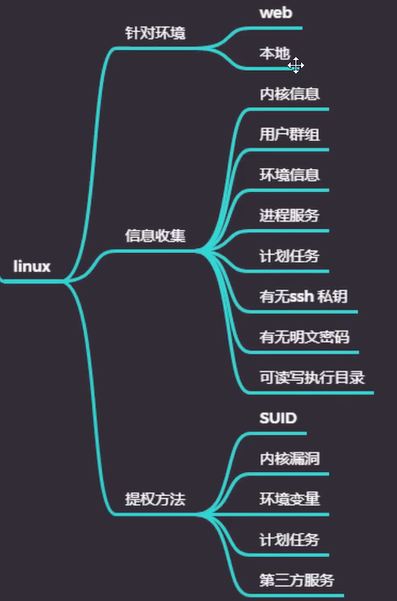 linux
针对环境
web
本地
信息收集
内核信息
用户群组
环境信息
进程服务
计划任务
有无ssh 私钥
有无明文密码
可读写执行目录
提权方法
SUID
内核漏洞
环境变量
计划任务
第三方服务